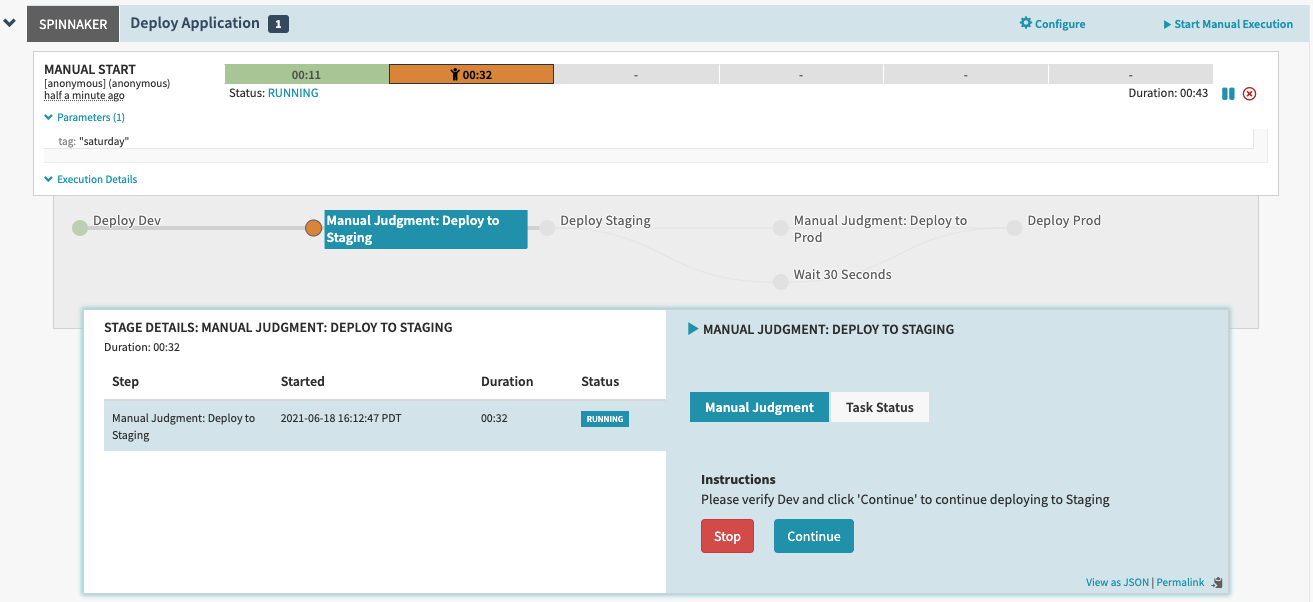 SPINNAKER Deploy Application 1 Configure Start Manual Execution
MANUAL START
[anonymous] (anonymous)
half a minute ago
00:11 00:32 - - - -
Status: RUNNING Duration: 00:43
Parameters (1)
tag: "saturday"
Execution Details
Deploy Dev
Manual Judgment: Deploy to
Staging
Deploy Staging
Manual Judgment: Deploy to
Prod
Deploy Prod
Wait 30 Seconds
STAGE DETAILS: MANUAL JUDGMENT: DEPLOY TO STAGING
Duration: 00:32
Step Started Duration Status
Manual Judgment: Deploy to
Staging
2021-06-18 16:12:47 PDT 00:32 RUNNING
MANUAL JUDGMENT: DEPLOY TO STAGING
Manual Judgment Task Status
Instructions
Please verify Dev and click 'Continue' to continue deploying to Staging
Stop Continue
View as JSON | Permalink